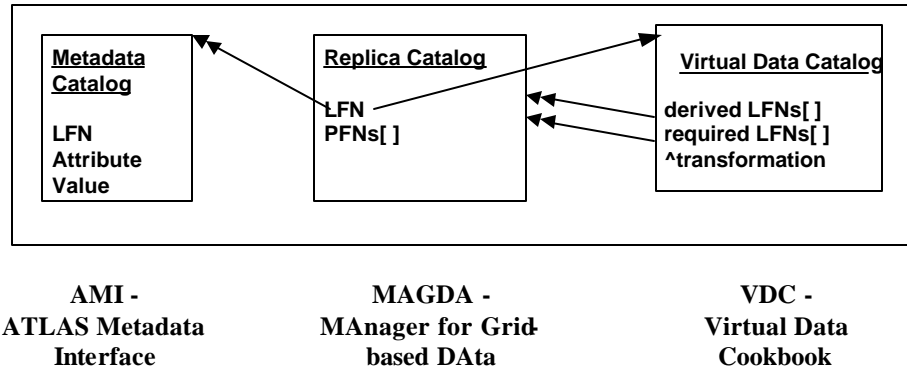 Metadata
Catalog
LFN
Attribute
Value
Replica Catalog
LFN
PFNs[ ]
Virtual Data Catalog
derived LFNs[ ]
required LFNs[ ]
^transformation
AMI -
ATLAS Metadata
Interface
MAGDA -
MAnager for Grid-
based DAta
VDC -
Virtual Data
Cookbook